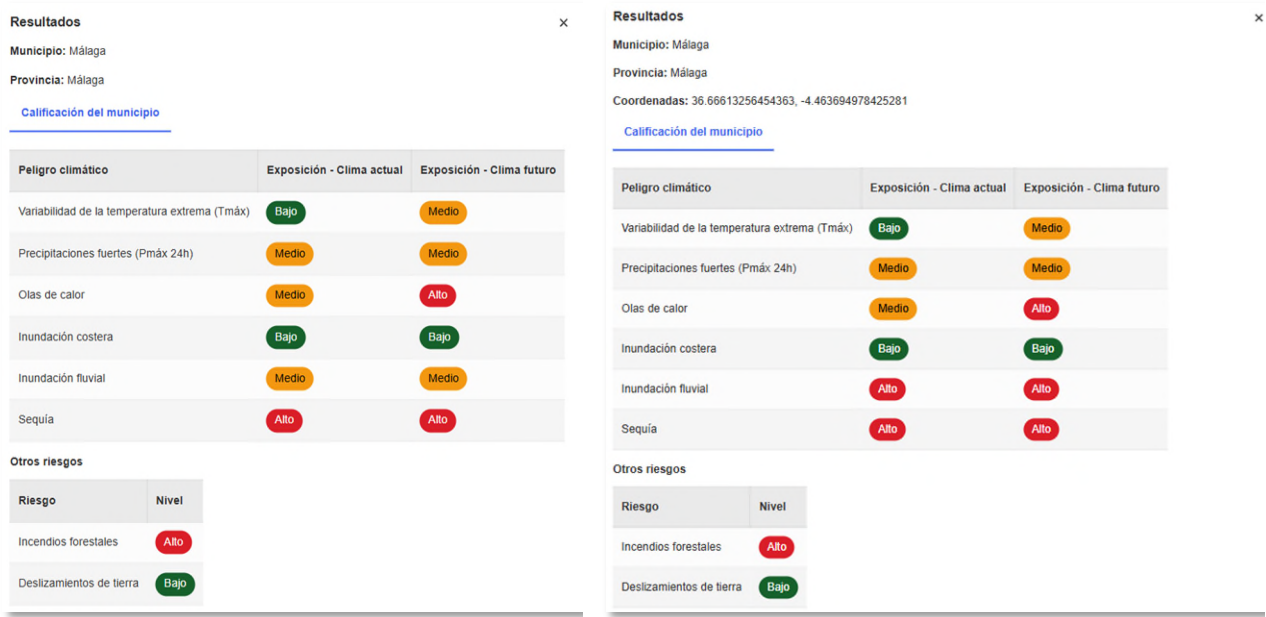 Resultados ×
Municipio: Málaga
Provincia: Málaga
Calificación del municipio
Peligro climático Exposición - Clima actual Exposición - Clima futuro
Variabilidad de la temperatura extrema (Tmáx) Bajo Medio
Precipitaciones fuertes (Pmáx 24h) Medio Medio
Olas de calor Medio Alto
Inundación costera Bajo Bajo
Inundación fluvial Medio Medio
Sequía Alto Alto
Otros riesgos
Riesgo Nivel
Incendios forestales Alto
Deslizamientos de tierra Bajo
Resultados ×
Municipio: Málaga
Provincia: Málaga
Coordenadas: 36.66613256454363, -4.463694978425281
Calificación del municipio
Peligro climático Exposición - Clima actual Exposición - Clima futuro
Variabilidad de la temperatura extrema (Tmáx) Bajo Medio
Precipitaciones fuertes (Pmáx 24h) Medio Medio
Olas de calor Medio Alto
Inundación costera Bajo Bajo
Inundación fluvial Alto Alto
Sequía Alto Alto
Otros riesgos
Riesgo Nivel
Incendios forestales Alto
Deslizamientos de tierra Bajo